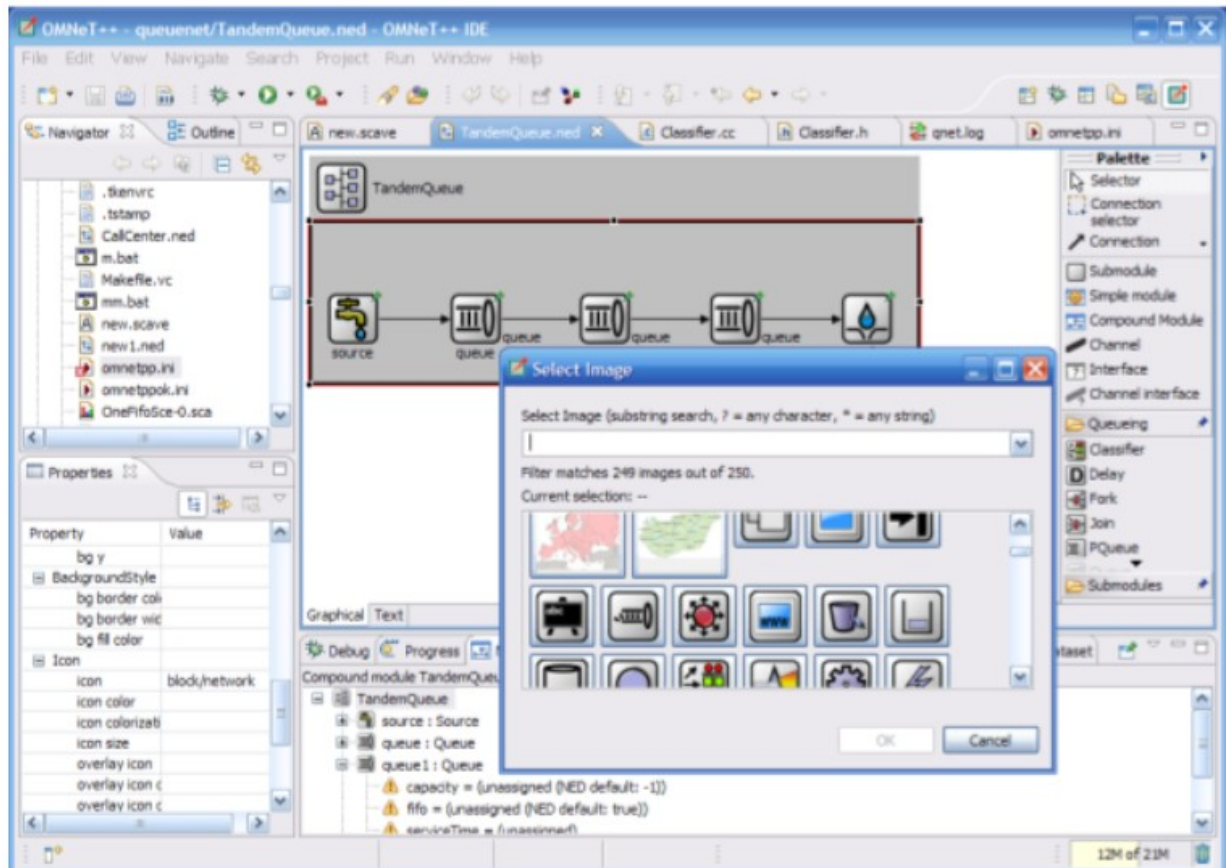 OMNeT++ - queuenet/TandemQueue.ned - OMNeT++ IDE
File Edit View Navigate Search Project Run Window Help
Navigator Outline
new.scave TandemQueue.ned Classifier.cc Classifier.h qnet.log omnetpp.ini
.tkenvrc
.tstamp
CallCenter.ned
m.bat
Makefile.vc
mm.bat
new.scave
new1.ned
omnetpp.ini
omnetppok.ini
OneFifoSce-0.sca
TandemQueue
source
queue
queue
queue
queue
Palette
Selector
Connection
selector
Connection
Submodule
Simple module
Compound Module
Channel
Interface
Channel interface
Queueing
Classifier
Delay
Fork
Join
PQueue
Submodules
Select Image
Select Image (substring search, ? = any character, * = any string)
Filter matches 249 images out of 250.
Current selection: --
abc
www
OK Cancel
Properties
Property Value
bg y
BackgroundStyle
bg border col
bg border wid
bg fill color
Icon
icon block/network
icon color
icon colorizati
icon size
overlay icon
overlay icon c
overlay icon c
Graphical Text
Debug Progress
ataset
Compound module TandemQueu
TandemQueue
source : Source
queue : Queue
queue1 : Queue
capacity = (unassigned (NED default: -1))
fifo = (unassigned (NED default: true))
serviceTime = (unassigned)
12M of 21M